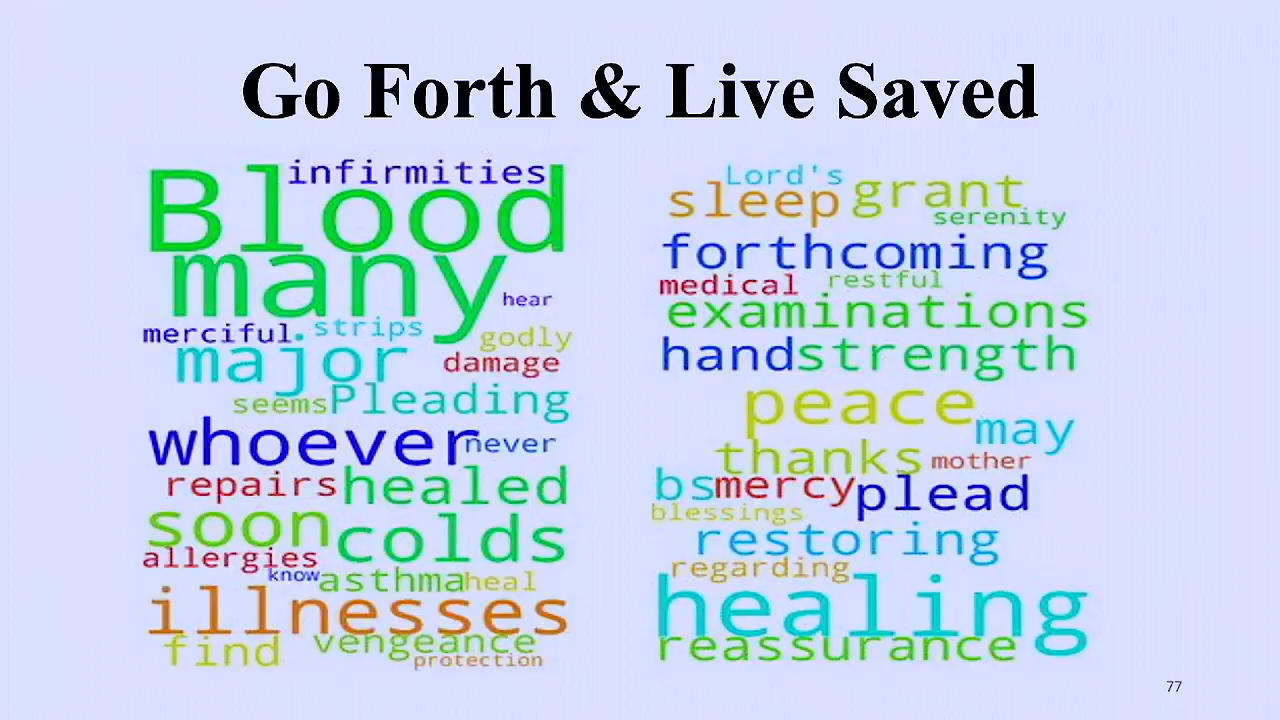 Go Forth & Live Saved
infirmities
Blood
many
hear
merciful strips
godly
major
damage
seems Pleading
whoever never
repairs healed
soon colds
allergies
know asthma heal
illnesses
find vengeance
protection
Lord's
sleep grant
serenity
forthcoming
medical restful
examinations
hand strength
peace
may
thanks mother
bs mercy plead
blessings
restoring
regarding
healing
reassurance
77